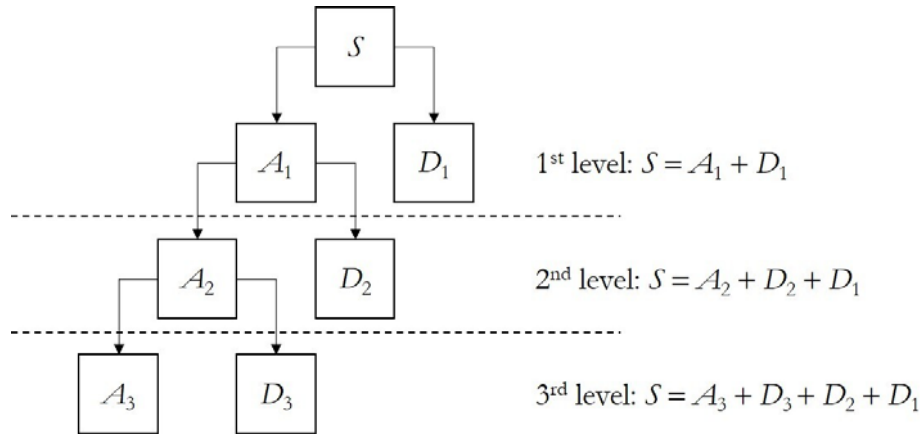 S
A₁ D₁ 1ˢᵗ level: S = A₁ + D₁
A₂ D₂ 2ⁿᵈ level: S = A₂ + D₂ + D₁
A₃ D₃ 3ʳᵈ level: S = A₃ + D₃ + D₂ + D₁